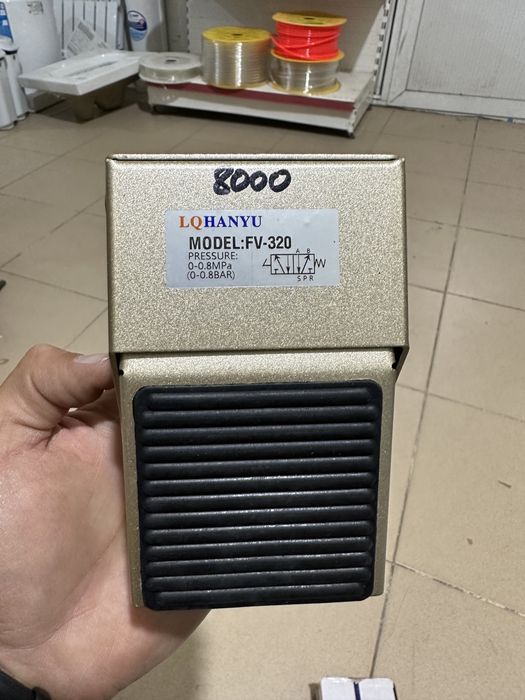 8000
LQHANYU
MODEL:FV-320
PRESSURE:
0-0.8MPa
(0-0.8BAR)
A B
S P R